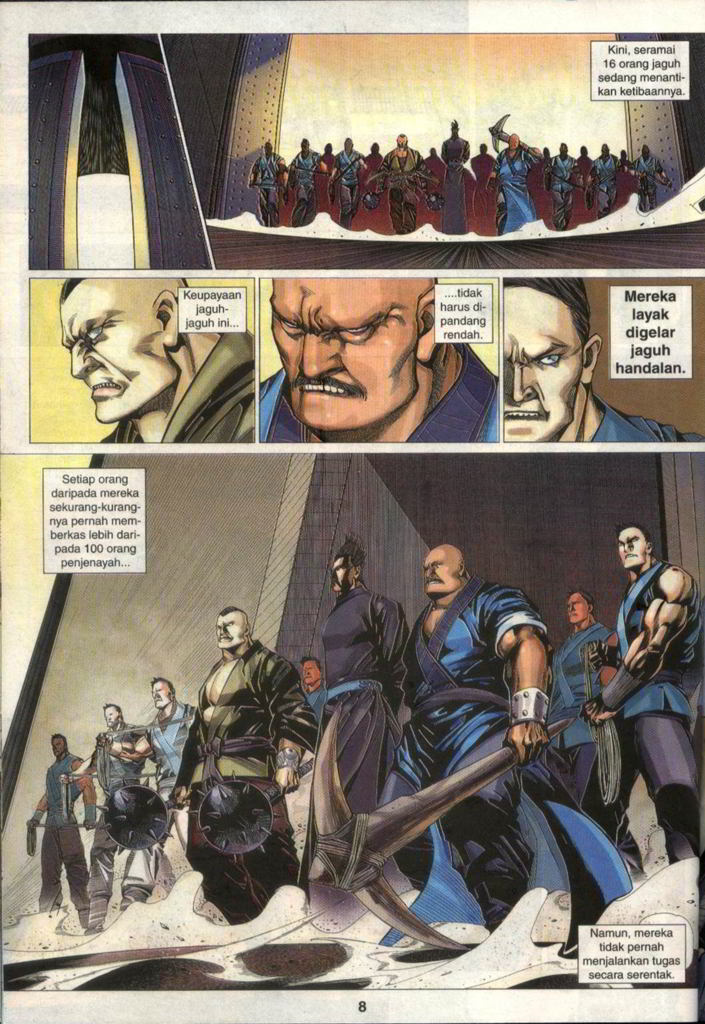 Kini, seramai
16 orang jaguh
sedang menanti-
kan ketibaannya.
Keupayaan
jaguh-
jaguh ini...
....tidak
harus di-
pandang
rendah.
Mereka
layak
digelar
jaguh
handalan.
Setiap orang
daripada mereka
sekurang-kurang-
nya pernah mem-
berkas lebih dari-
pada 100 orang
penjenayah...
Namun, mereka
tidak pernah
menjalankan tugas
secara serentak.
8